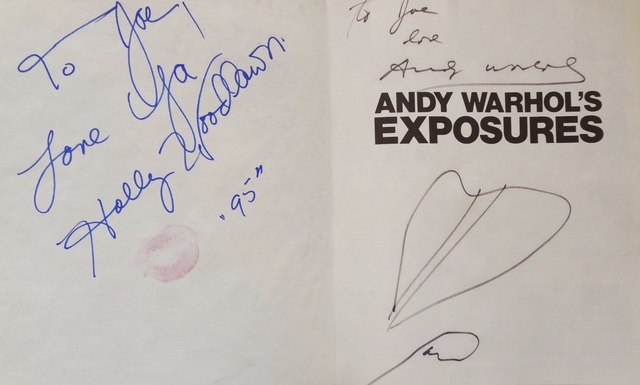 To Joe,
Love Ya
Holly Woodlawn.
"95"
To Joe
love
Andy Warhol
ANDY WARHOL'S
EXPOSURES